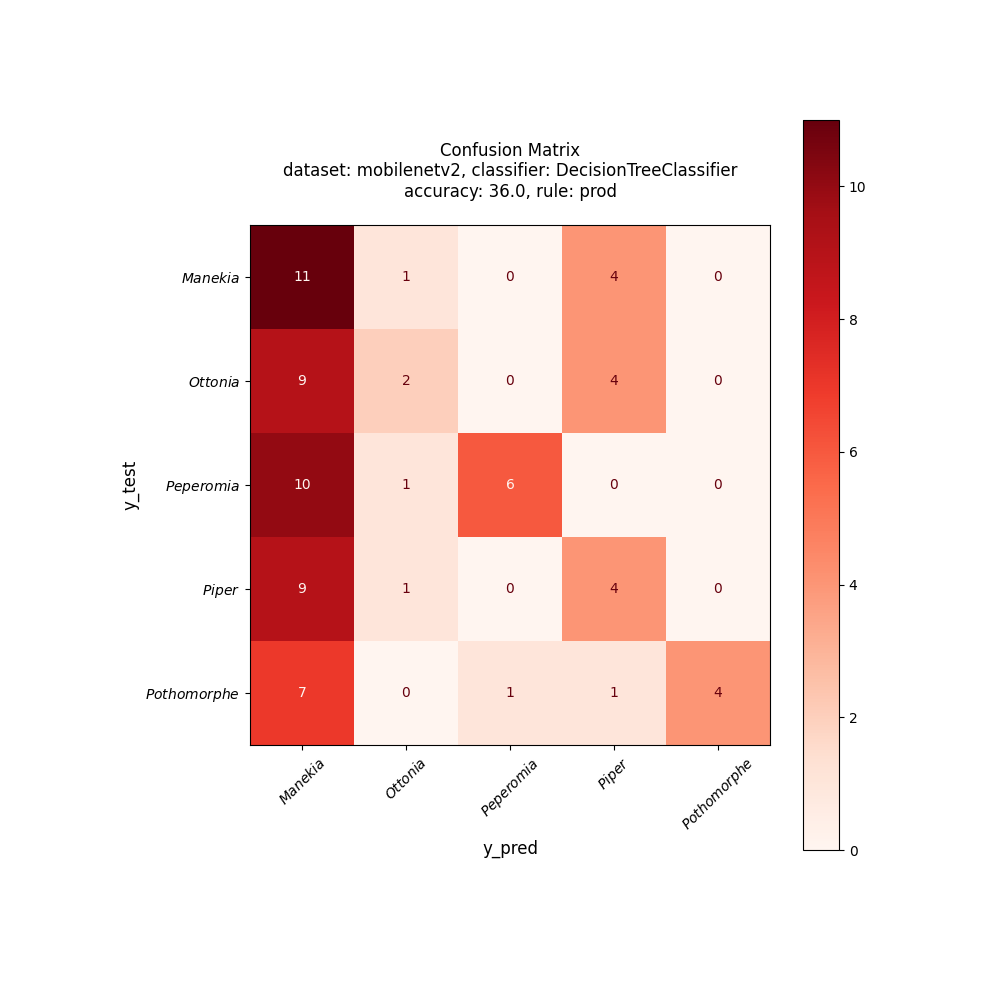 Confusion Matrix
dataset: mobilenetv2, classifier: DecisionTreeClassifier
accuracy: 36.0, rule: prod
Manekia 11 1 0 4 0
Ottonia 9 2 0 4 0
Peperomia 10 1 6 0 0
Piper 9 1 0 4 0
Pothomorphe 7 0 1 1 4
y_test
Manekia Ottonia Peperomia Piper Pothomorphe
y_pred
10
8
6
4
2
0